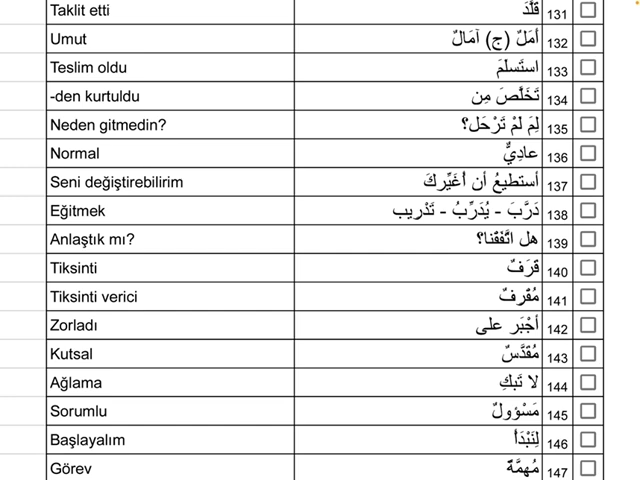 Taklit etti قَلَّدَ 131
Umut أَمَلٌ (ج) آمَالٌ 132
Teslim oldu استَسلَمَ 133
-den kurtuldu تَخَلَّصَ مِن 134
Neden gitmedin? لِمَ لَمْ تَرْحَل؟ 135
Normal عادِيٌّ 136
Seni değiştirebilirim أستطيعُ أن أُغَيِّركَ 137
Eğitmek دَرَّبَ - يُدَرِّبُ - تَدْريب 138
Anlaştık mı? هل اتَّفَقْنا؟ 139
Tiksinti قَرَفٌ 140
Tiksinti verici مُقرِفٌ 141
Zorladı أجْبَر على 142
Kutsal مُقَدَّسٌ 143
Ağlama لا تَبكِ 144
Sorumlu مَسْؤولٌ 145
Başlayalım لِنَبْدَأ 146
Görev مُهِمَّةٌ 147